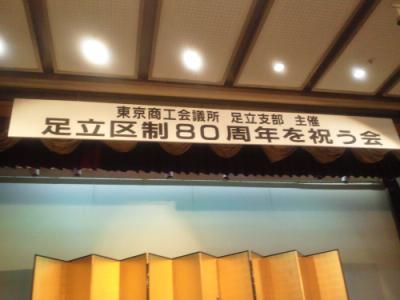 東京商工会議所 足立支部 主催
足立区制80周年を祝う会